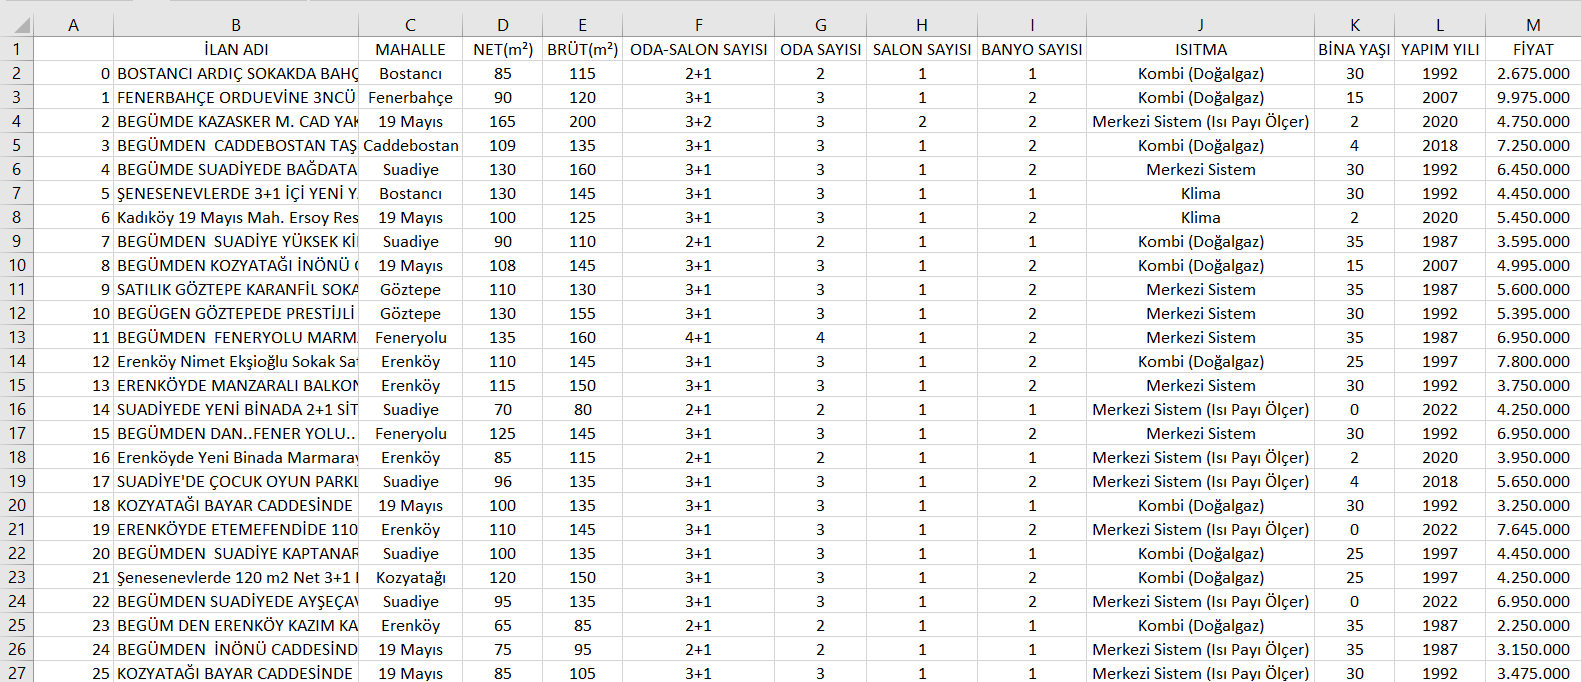 A B C D E F G H I J K L M
1 İLAN ADI MAHALLE NET(m²) BRÜT(m²) ODA-SALON SAYISI ODA SAYISI SALON SAYISI BANYO SAYISI ISITMA BİNA YAŞI YAPIM YILI FİYAT
2 0 BOSTANCI ARDIÇ SOKAKDA BAHÇ Bostancı 85 115 2+1 2 1 1 Kombi (Doğalgaz) 30 1992 2.675.000
3 1 FENERBAHÇE ORDUEVİNE 3NCÜ Fenerbahçe 90 120 3+1 3 1 2 Kombi (Doğalgaz) 15 2007 9.975.000
4 2 BEGÜMDE KAZASKER M. CAD YAK 19 Mayıs 165 200 3+2 3 2 2 Merkezi Sistem (Isı Payı Ölçer) 2 2020 4.750.000
5 3 BEGÜMDEN CADDEBOSTAN TAŞ Caddebostan 109 135 3+1 3 1 2 Kombi (Doğalgaz) 4 2018 7.250.000
6 4 BEGÜMDE SUADİYEDE BAĞDATA Suadiye 130 160 3+1 3 1 2 Merkezi Sistem 30 1992 6.450.000
7 5 ŞENESENEVLERDE 3+1 İÇİ YENİ Y Bostancı 130 145 3+1 3 1 1 Klima 30 1992 4.450.000
8 6 Kadıköy 19 Mayıs Mah. Ersoy Res 19 Mayıs 100 125 3+1 3 1 2 Klima 2 2020 5.450.000
9 7 BEGÜMDEN SUADİYE YÜKSEK Kİ Suadiye 90 110 2+1 2 1 1 Kombi (Doğalgaz) 35 1987 3.595.000
10 8 BEGÜMDEN KOZYATAĞI İNÖNÜ 19 Mayıs 108 145 3+1 3 1 2 Kombi (Doğalgaz) 15 2007 4.995.000
11 9 SATILIK GÖZTEPE KARANFİL SOKA Göztepe 110 130 3+1 3 1 2 Merkezi Sistem 35 1987 5.600.000
12 10 BEGÜGEN GÖZTEPEDE PRESTİJLİ Göztepe 130 155 3+1 3 1 2 Merkezi Sistem 30 1992 5.395.000
13 11 BEGÜMDEN FENERYOLU MARM Feneryolu 135 160 4+1 4 1 2 Merkezi Sistem 35 1987 6.950.000
14 12 Erenköy Nimet Ekşioğlu Sokak Sat Erenköy 110 145 3+1 3 1 2 Kombi (Doğalgaz) 25 1997 7.800.000
15 13 ERENKÖYDE MANZARALI BALKON Erenköy 115 150 3+1 3 1 2 Merkezi Sistem 30 1992 3.750.000
16 14 SUADİYEDE YENİ BİNADA 2+1 SİT Suadiye 70 80 2+1 2 1 1 Merkezi Sistem (Isı Payı Ölçer) 0 2022 4.250.000
17 15 BEGÜMDEN DAN..FENER YOLU.. Feneryolu 125 145 3+1 3 1 2 Merkezi Sistem 30 1992 6.950.000
18 16 Erenköyde Yeni Binada Marmaray Erenköy 85 115 2+1 2 1 1 Merkezi Sistem (Isı Payı Ölçer) 2 2020 3.950.000
19 17 SUADİYE'DE ÇOCUK OYUN PARKL Suadiye 96 135 3+1 3 1 2 Merkezi Sistem (Isı Payı Ölçer) 4 2018 5.650.000
20 18 KOZYATAĞI BAYAR CADDESİNDE 19 Mayıs 100 135 3+1 3 1 1 Kombi (Doğalgaz) 30 1992 3.250.000
21 19 ERENKÖYDE ETEMEFENDİDE 110 Erenköy 110 145 3+1 3 1 2 Merkezi Sistem (Isı Payı Ölçer) 0 2022 7.645.000
22 20 BEGÜMDEN SUADİYE KAPTANAR Suadiye 100 135 3+1 3 1 1 Kombi (Doğalgaz) 25 1997 4.450.000
23 21 Şenesenevlerde 120 m2 Net 3+1 Kozyatağı 120 150 3+1 3 1 2 Kombi (Doğalgaz) 25 1997 4.250.000
24 22 BEGÜMDEN SUADİYEDE AYŞEÇAV Suadiye 95 135 3+1 3 1 2 Merkezi Sistem (Isı Payı Ölçer) 0 2022 6.950.000
25 23 BEGÜM DEN ERENKÖY KAZIM KA Erenköy 65 85 2+1 2 1 1 Kombi (Doğalgaz) 35 1987 2.250.000
26 24 BEGÜMDEN İNÖNÜ CADDESİND 19 Mayıs 75 95 2+1 2 1 1 Merkezi Sistem (Isı Payı Ölçer) 35 1987 3.150.000
27 25 KOZYATAĞI BAYAR CADDESİNDE 19 Mayıs 85 105 3+1 3 1 1 Merkezi Sistem (Isı Payı Ölçer) 30 1992 3.475.000